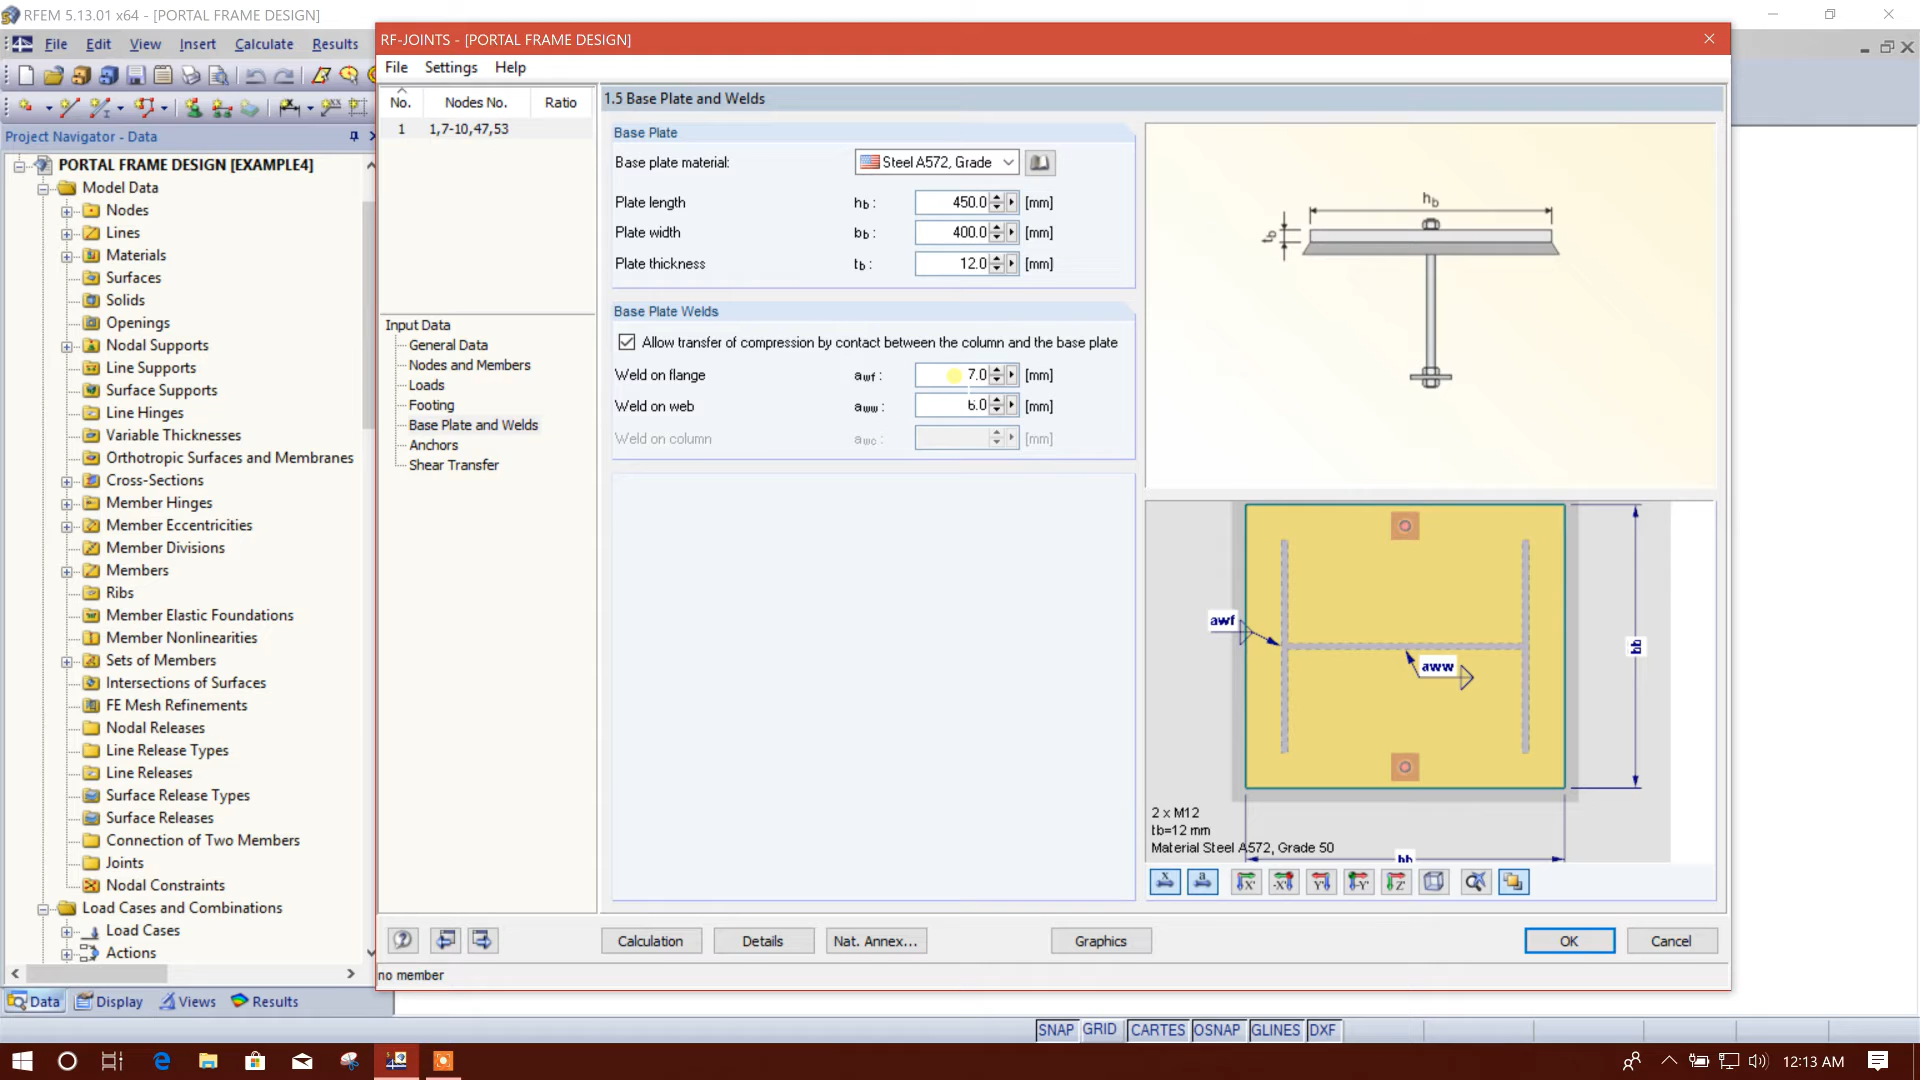 RFEM 5.13.01 x64 - [PORTAL FRAME DESIGN]
File Edit View Insert Calculate Results
Project Navigator - Data
PORTAL FRAME DESIGN [EXAMPLE4]
Model Data
Nodes
Lines
Materials
Surfaces
Solids
Openings
Nodal Supports
Line Supports
Surface Supports
Line Hinges
Variable Thicknesses
Orthotropic Surfaces and Membranes
Cross-Sections
Member Hinges
Member Eccentricities
Member Divisions
Members
Ribs
Member Elastic Foundations
Member Nonlinearities
Sets of Members
Intersections of Surfaces
FE Mesh Refinements
Nodal Releases
Line Release Types
Line Releases
Surface Release Types
Surface Releases
Connection of Two Members
Joints
Nodal Constraints
Load Cases and Combinations
Load Cases
Actions
Data Display Views Results
RF-JOINTS - [PORTAL FRAME DESIGN]
File Settings Help
No. Nodes No. Ratio
1 1,7-10,47,53
Input Data
General Data
Nodes and Members
Loads
Footing
Base Plate and Welds
Anchors
Shear Transfer
1.5 Base Plate and Welds
Base Plate
Base plate material: Steel A572, Grade
Plate length hb : 450.0 [mm]
Plate width bb : 400.0 [mm]
Plate thickness tb : 12.0 [mm]
Base Plate Welds
Allow transfer of compression by contact between the column and the base plate
Weld on flange awf : 7.0 [mm]
Weld on web aww : 6.0 [mm]
Weld on column awc : [mm]
hb
tb
awf
aww
bb
hb
2 x M12
tb=12 mm
Material Steel A572, Grade 50
x a X' -X' Y' -Y' Z'
Calculation Details Nat. Annex... Graphics OK Cancel
no member
SNAP GRID CARTES OSNAP GLINES DXF
12:13 AM